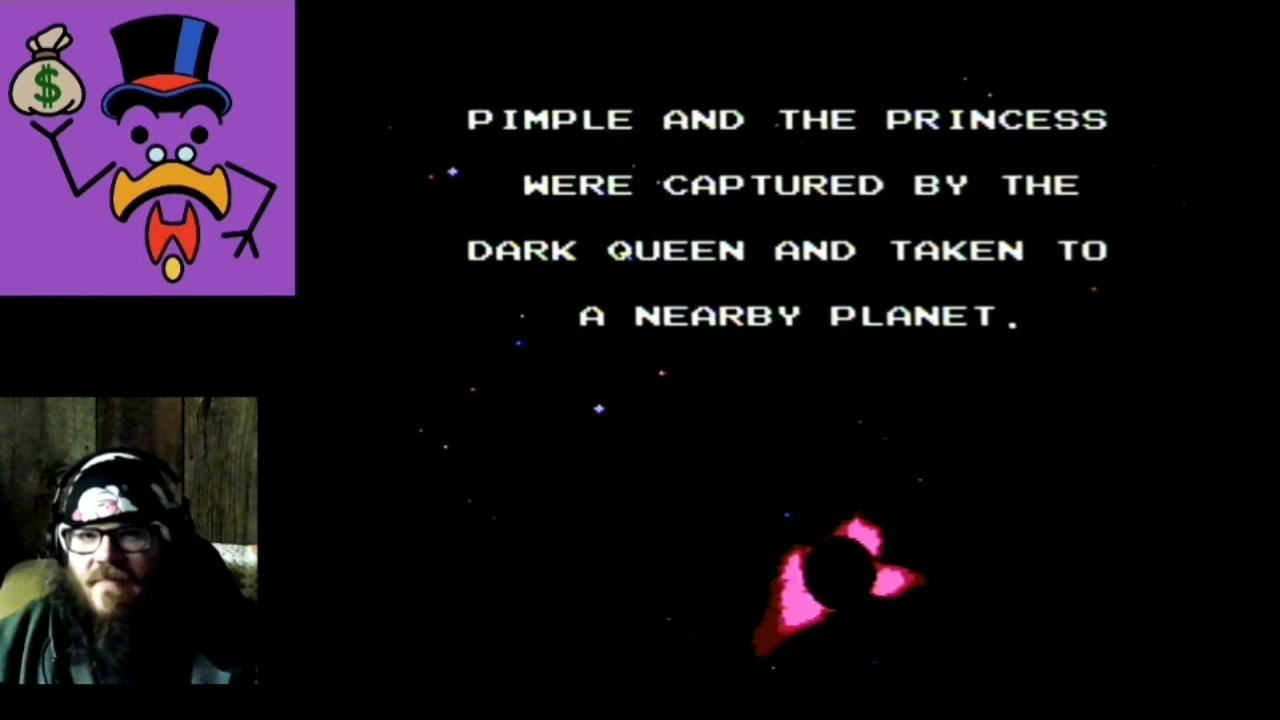 $
PIMPLE AND THE PRINCESS
WERE CAPTURED BY THE
DARK QUEEN AND TAKEN TO
A NEARBY PLANET.